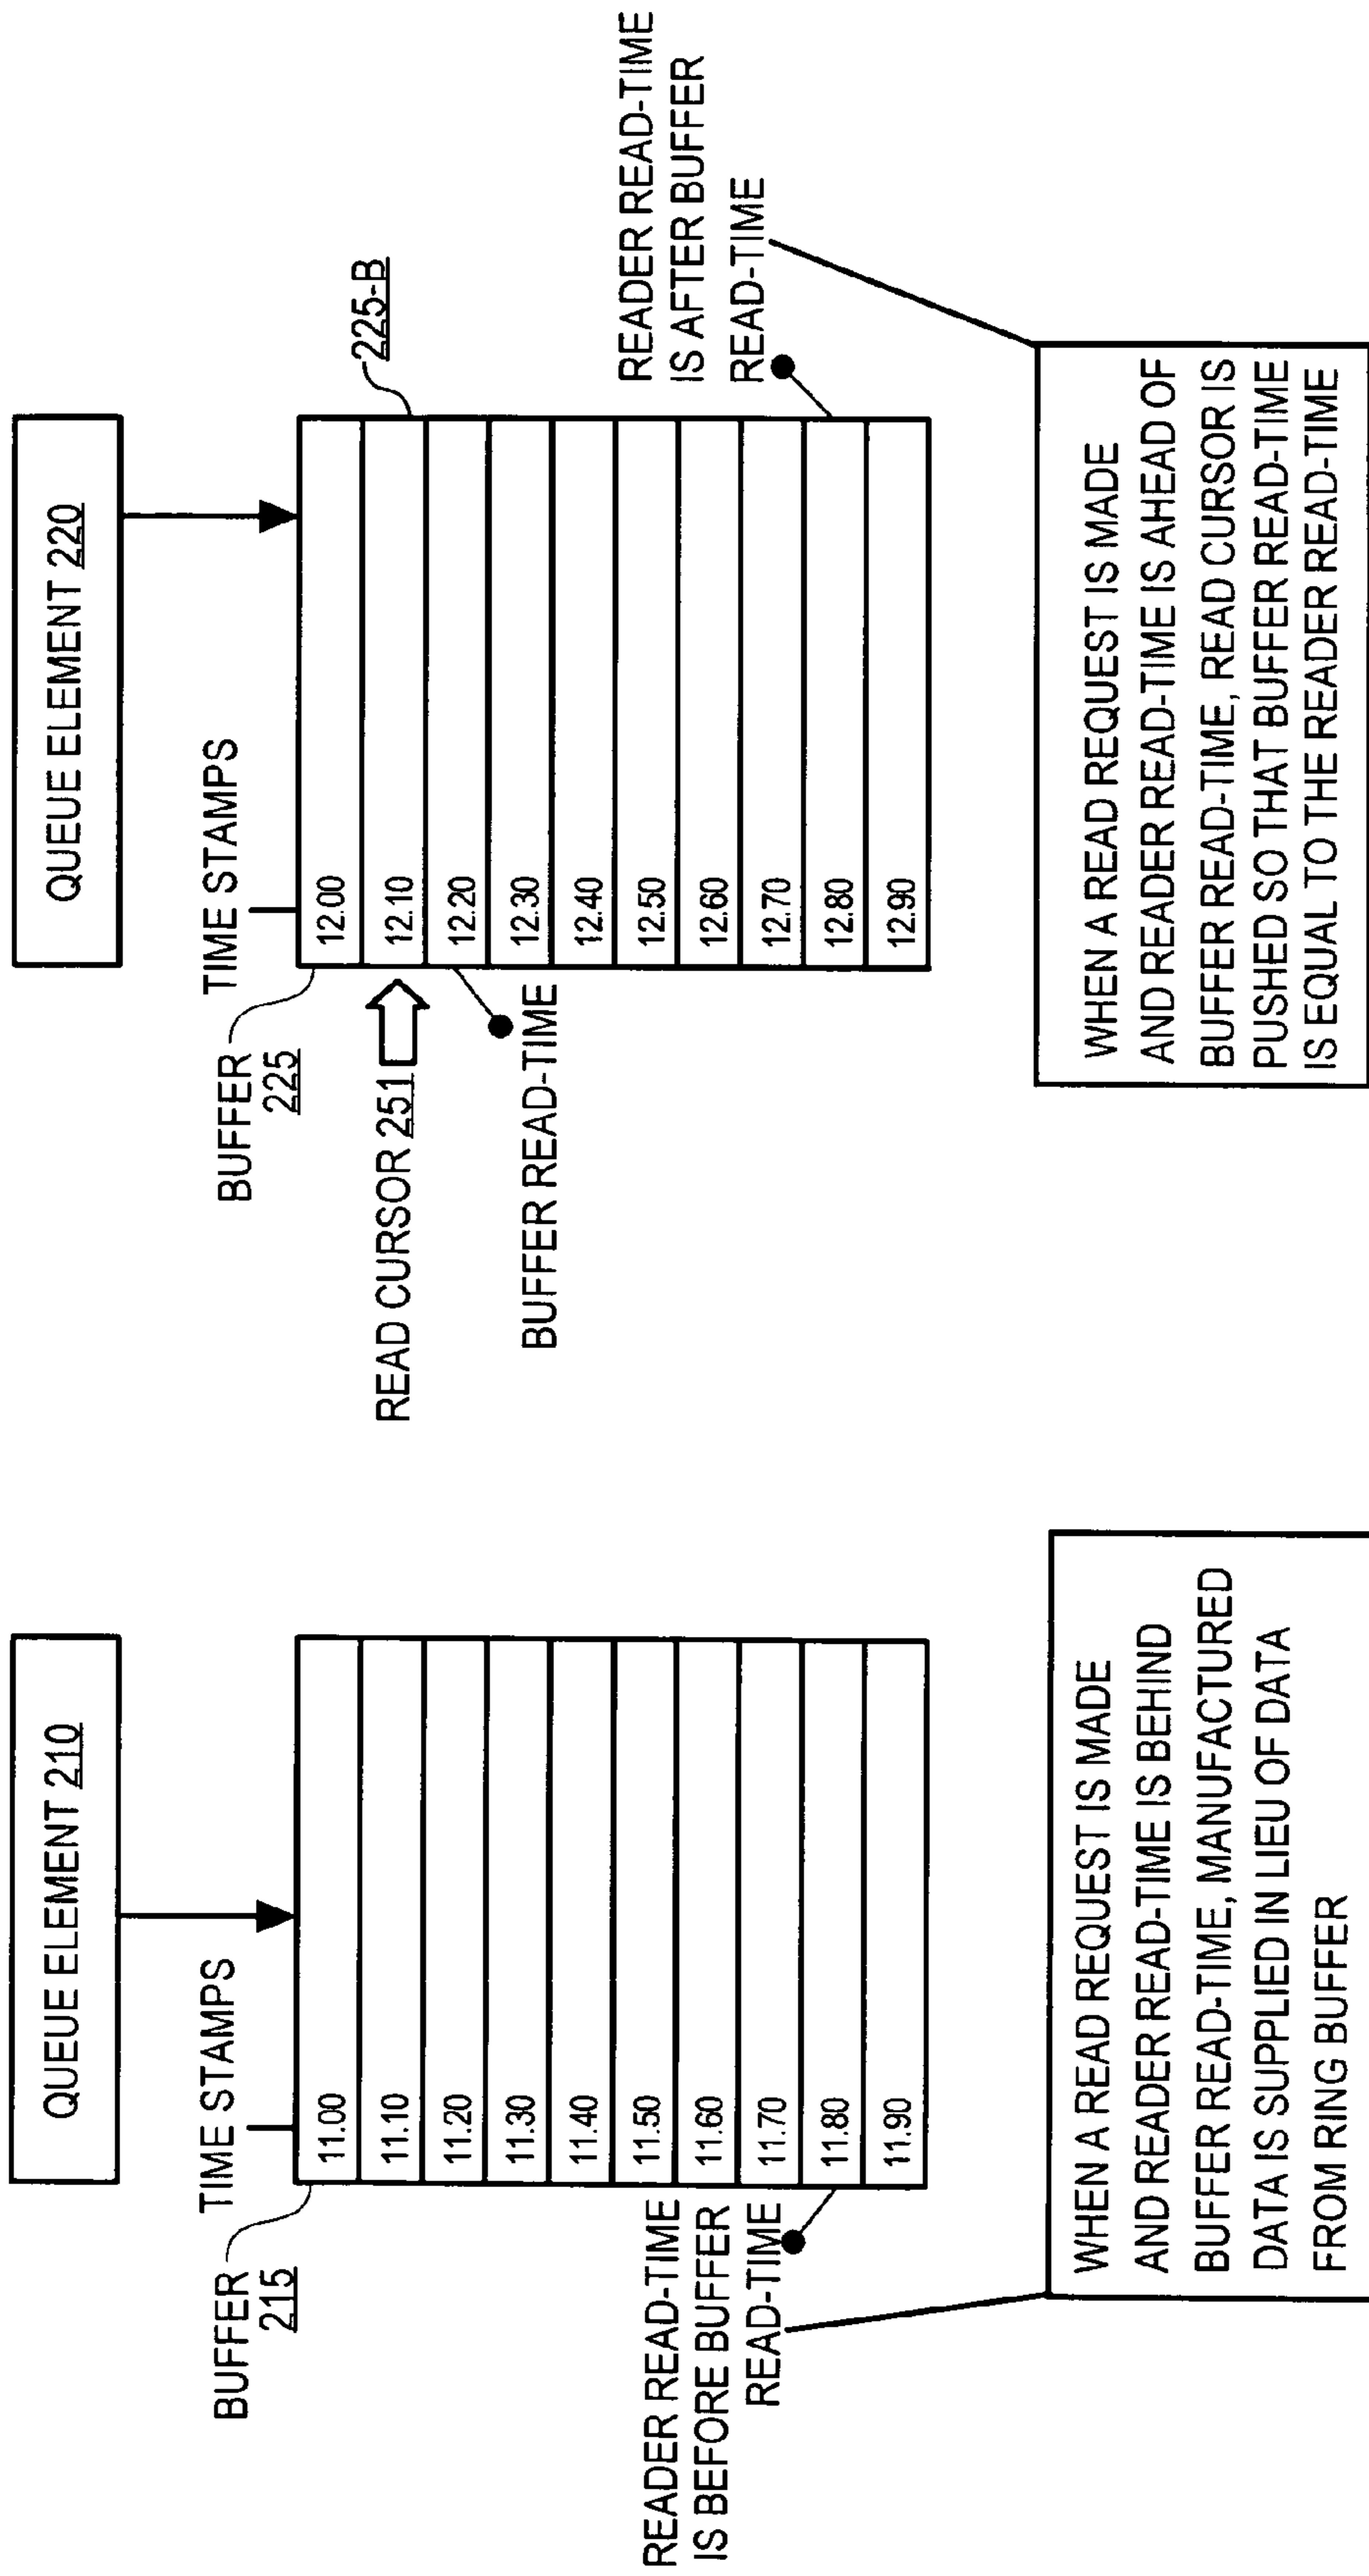 QUEUE ELEMENT 210
TIME STAMPS
BUFFER
215
11.00
11.10
11.20
11.30
11.40
11.50
11.60
11.70
11.80
11.90
READER READ-TIME
IS BEFORE BUFFER
READ-TIME
WHEN A READ REQUEST IS MADE
AND READER READ-TIME IS BEHIND
BUFFER READ-TIME, MANUFACTURED
DATA IS SUPPLIED IN LIEU OF DATA
FROM RING BUFFER
QUEUE ELEMENT 220
TIME STAMPS
BUFFER
225
225-B
READ CURSOR 251
BUFFER READ-TIME
12.00
12.10
12.20
12.30
12.40
12.50
12.60
12.70
12.80
12.90
READER READ-TIME
IS AFTER BUFFER
READ-TIME
WHEN A READ REQUEST IS MADE
AND READER READ-TIME IS AHEAD OF
BUFFER READ-TIME, READ CURSOR IS
PUSHED SO THAT BUFFER READ-TIME
IS EQUAL TO THE READER READ-TIME